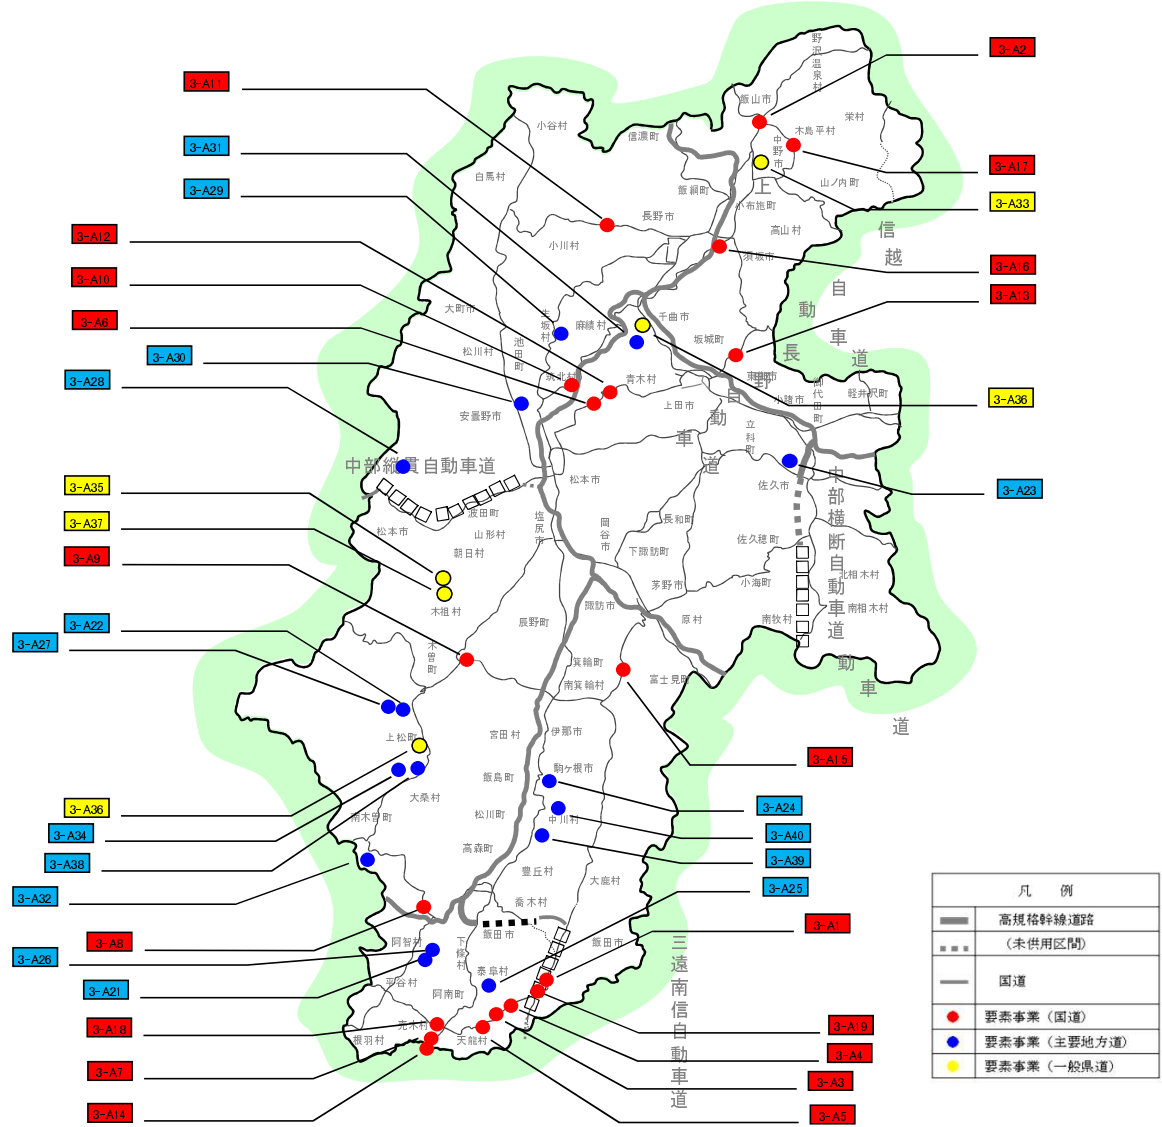 3-A11
3-A31
3-A29
3-A12
3-A10
3-A6
3-A30
3-A28
3-A35
3-A37
3-A9
3-A22
3-A27
3-A36
3-A34
3-A38
3-A32
3-A8
3-A26
3-A21
3-A18
3-A7
3-A14
3-A2
3-A17
3-A33
3-A16
3-A13
3-A36
3-A23
3-A15
3-A24
3-A40
3-A39
3-A25
3-A1
3-A19
3-A4
3-A3
3-A5
野沢温泉村
飯山市
栄村
木島平村
中野市
山ノ内町
小谷村
信濃町
白馬村
飯綱町
小布施町
長野市
高山村
小川村
須坂市
大町市
生坂村
麻績村
千曲市
坂城町
池田町
松川村
筑北村
青木村
御代田町
軽井沢町
小諸市
上田市
安曇野市
立科町
松本市
佐久市
波田町
塩尻市
岡谷市
長和町
松本市
山形村
朝日村
下諏訪町
佐久穂町
茅野市
小海町
北相木村
木祖村
諏訪市
南相木村
辰野町
原村
南牧村
木曽町
箕輪町
南箕輪村
富士見町
上松町
宮田村
伊那市
飯島町
駒ヶ根市
大桑村
南木曽町
松川町
中川村
高森町
豊丘村
大鹿村
喬木村
飯田市
飯田市
阿智村
下條村
泰阜村
平谷村
阿南町
売木村
根羽村
天龍村
上信越自動車道
長野自動車道
中部縦貫自動車道
中部横断自動車道
動車道
三遠南信自動車道
凡 例
高規格幹線道路
(未供用区間)
国道
要素事業(国道)
要素事業(主要地方道)
要素事業(一般県道)